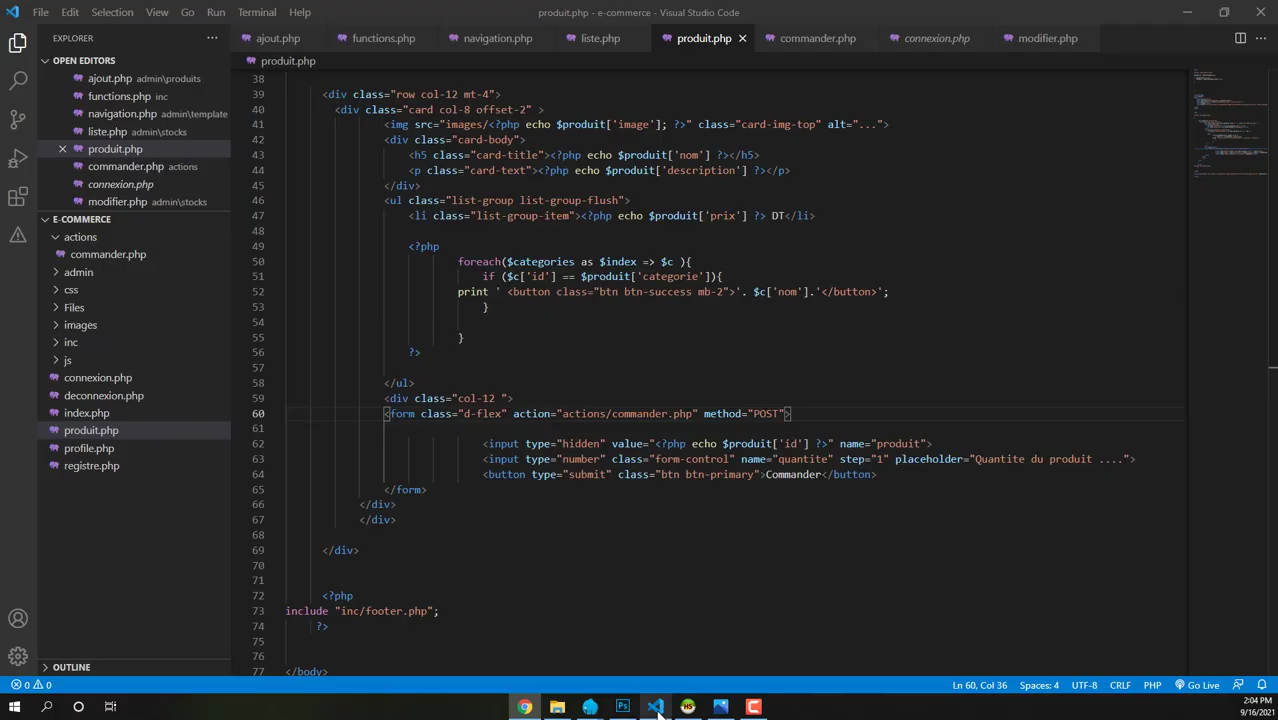 File Edit Selection View Go Run Terminal Help
produit.php - e-commerce - Visual Studio Code
EXPLORER ...
ajout.php functions.php navigation.php liste.php produit.php commander.php connexion.php modifier.php
OPEN EDITORS
produit.php
ajout.php admin\produits
functions.php inc
navigation.php admin\template
liste.php admin\stocks
produit.php
commander.php actions
connexion.php
modifier.php admin\stocks
E-COMMERCE
actions
commander.php
admin
css
Files
images
inc
js
connexion.php
deconnexion.php
index.php
produit.php
profile.php
registre.php
OUTLINE
38
39 <div class="row col-12 mt-4">
40 <div class="card col-8 offset-2" >
41 <img src="images/<?php echo $produit['image']; ?>" class="card-img-top" alt="...">
42 <div class="card-body">
43 <h5 class="card-title"><?php echo $produit['nom'] ?></h5>
44 <p class="card-text"><?php echo $produit['description'] ?></p>
45 </div>
46 <ul class="list-group list-group-flush">
47 <li class="list-group-item"><?php echo $produit['prix'] ?> DT</li>
48
49 <?php
50 foreach($categories as $index => $c ){
51 if ($c['id'] == $produit['categorie']){
52 print ' <button class="btn btn-success mb-2">'. $c['nom'].'</button>';
53 }
54
55 }
56 ?>
57
58 </ul>
59 <div class="col-12 ">
60 <form class="d-flex" action="actions/commander.php" method="POST">
61
62 <input type="hidden" value="<?php echo $produit['id'] ?>" name="produit">
63 <input type="number" class="form-control" name="quantite" step="1" placeholder="Quantite du produit ....">
64 <button type="submit" class="btn btn-primary">Commander</button>
65 </form>
66 </div>
67 </div>
68
69 </div>
70
71
72 <?php
73 include "inc/footer.php";
74 ?>
75
76
77 </body>
0 0 Ln 60, Col 36 Spaces: 4 UTF-8 CRLF PHP Go Live
Ps HS
2:04 PM
9/16/2021